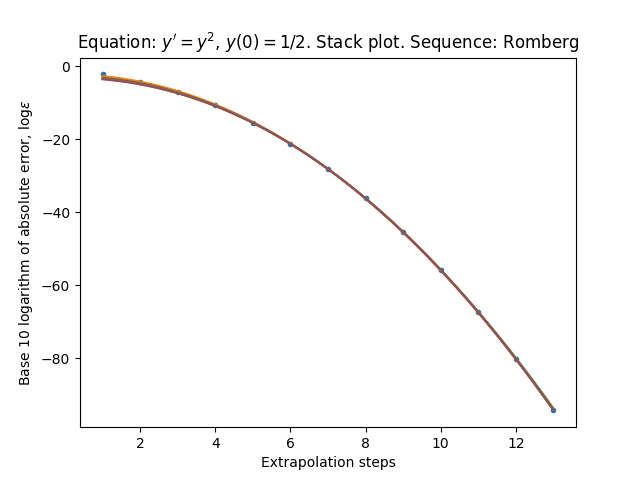 Equation: y′ = y², y(0) = 1/2. Stack plot. Sequence: Romberg
Base 10 logarithm of absolute error, logε
0
−20
−40
−60
−80
2 4 6 8 10 12
Extrapolation steps